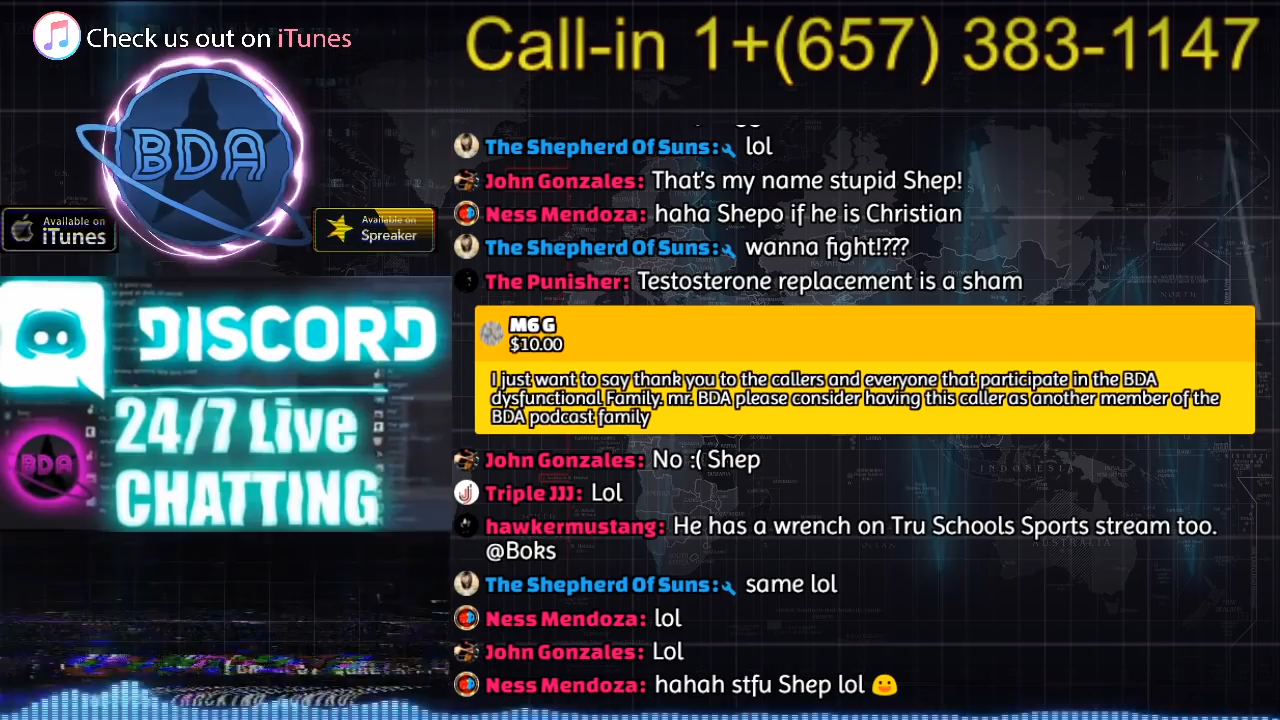 Check us out on iTunes
Call-in 1+(657) 383-1147
BDA
Available on
iTunes
Available on
Spreaker
DISCORD
24/7 Live
CHATTING
BDA
The Shepherd Of Suns: lol
John Gonzales: That's my name stupid Shep!
Ness Mendoza: haha Shepo if he is Christian
The Shepherd Of Suns: wanna fight!???
The Punisher: Testosterone replacement is a sham
M6 G
$10.00
I just want to say thank you to the callers and everyone that participate in the BDA
dysfunctional Family. mr. BDA please consider having this caller as another member of the
BDA podcast family
John Gonzales: No :( Shep
Triple JJJ: Lol
hawkermustang: He has a wrench on Tru Schools Sports stream too.
@Boks
The Shepherd Of Suns: same lol
Ness Mendoza: lol
John Gonzales: Lol
Ness Mendoza: hahah stfu Shep lol 😃
INDONESIA